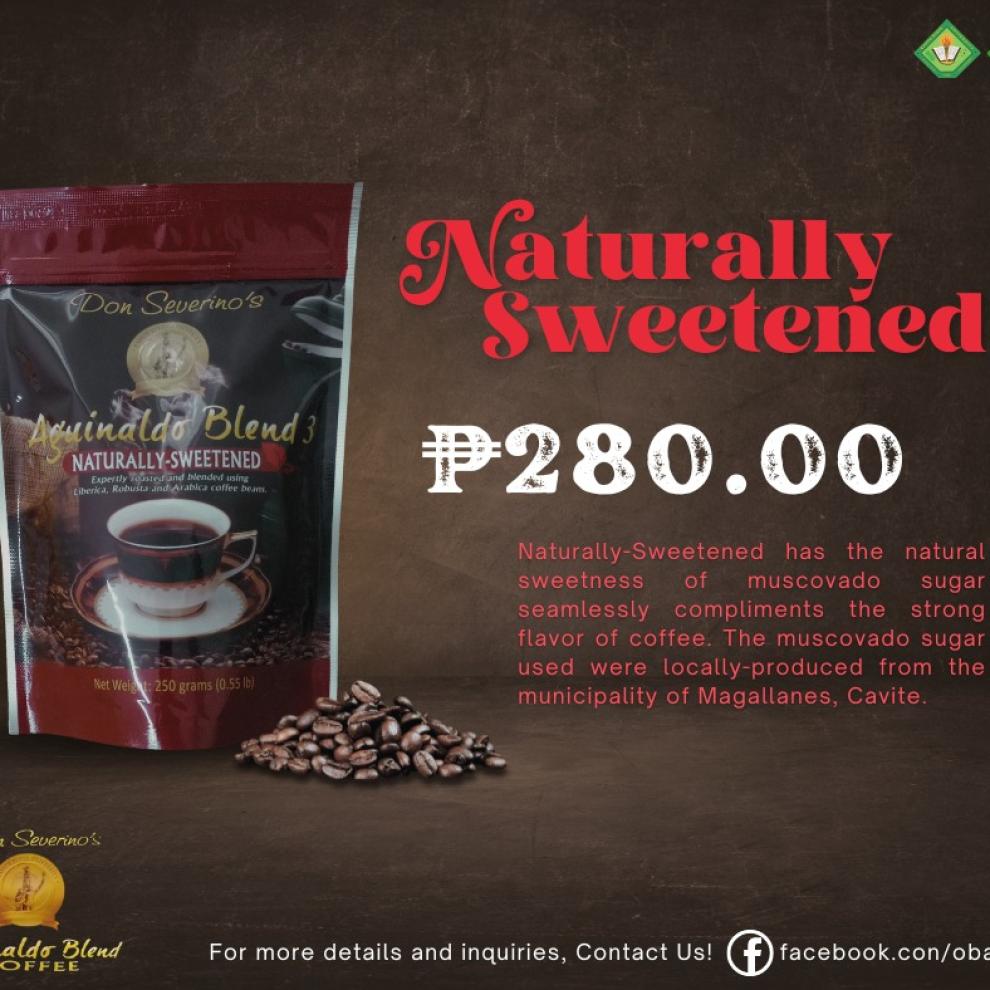 Don Severino's
Aguinaldo Blend 3
NATURALLY-SWEETENED
Expertly roasted and blended using
Liberica, Robusta and Arabica coffee beans.
Net Weight: 250 grams (0.55 lb)
Naturally
Sweetened
₱280.00
Naturally-Sweetened has the natural
sweetness of muscovado sugar
seamlessly compliments the strong
flavor of coffee. The muscovado sugar
used were locally-produced from the
municipality of Magallanes, Cavite.
Severino's
Blend
For more details and inquiries, Contact Us! facebook.con/oba